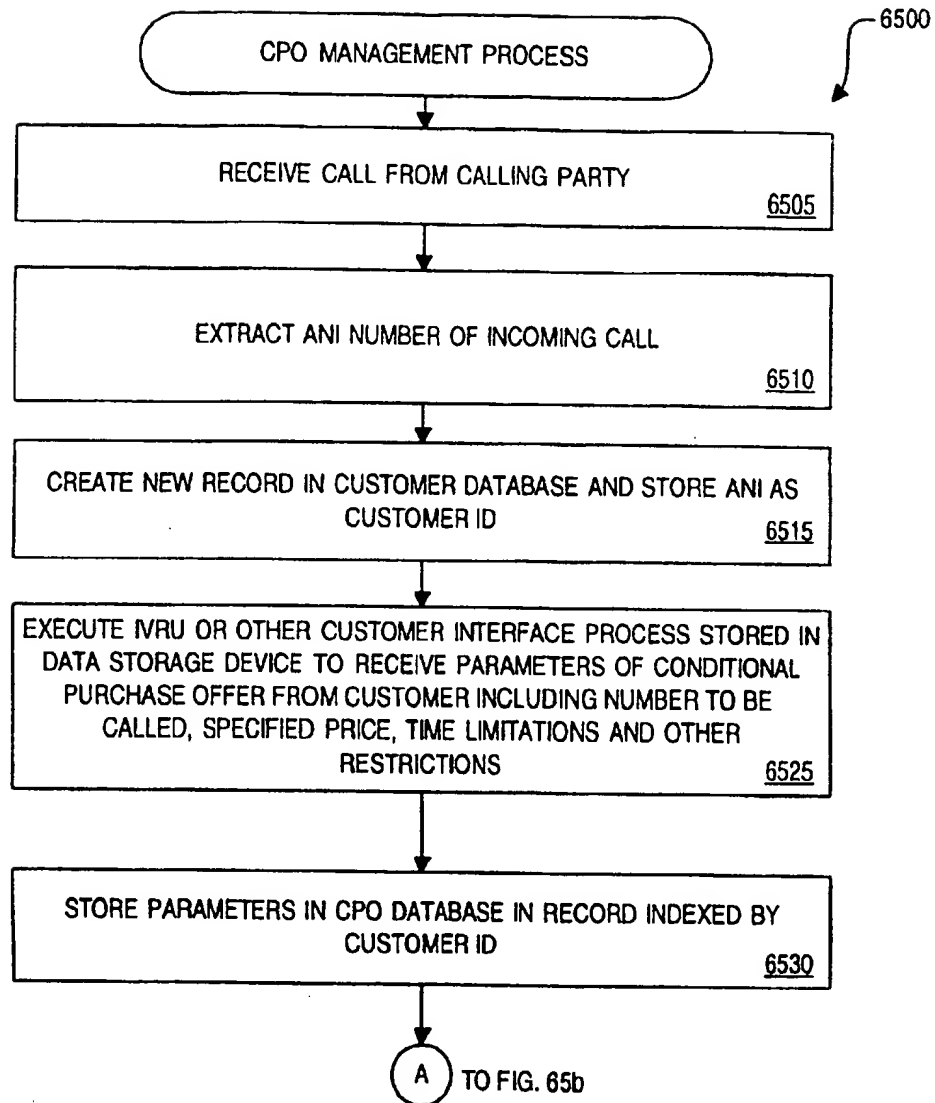 6500
CPO MANAGEMENT PROCESS
RECEIVE CALL FROM CALLING PARTY
6505
EXTRACT ANI NUMBER OF INCOMING CALL
6510
CREATE NEW RECORD IN CUSTOMER DATABASE AND STORE ANI AS
CUSTOMER ID
6515
EXECUTE IVRU OR OTHER CUSTOMER INTERFACE PROCESS STORED IN
DATA STORAGE DEVICE TO RECEIVE PARAMETERS OF CONDITIONAL
PURCHASE OFFER FROM CUSTOMER INCLUDING NUMBER TO BE
CALLED, SPECIFIED PRICE, TIME LIMITATIONS AND OTHER
RESTRICTIONS
6525
STORE PARAMETERS IN CPO DATABASE IN RECORD INDEXED BY
CUSTOMER ID
6530
A TO FIG. 65b